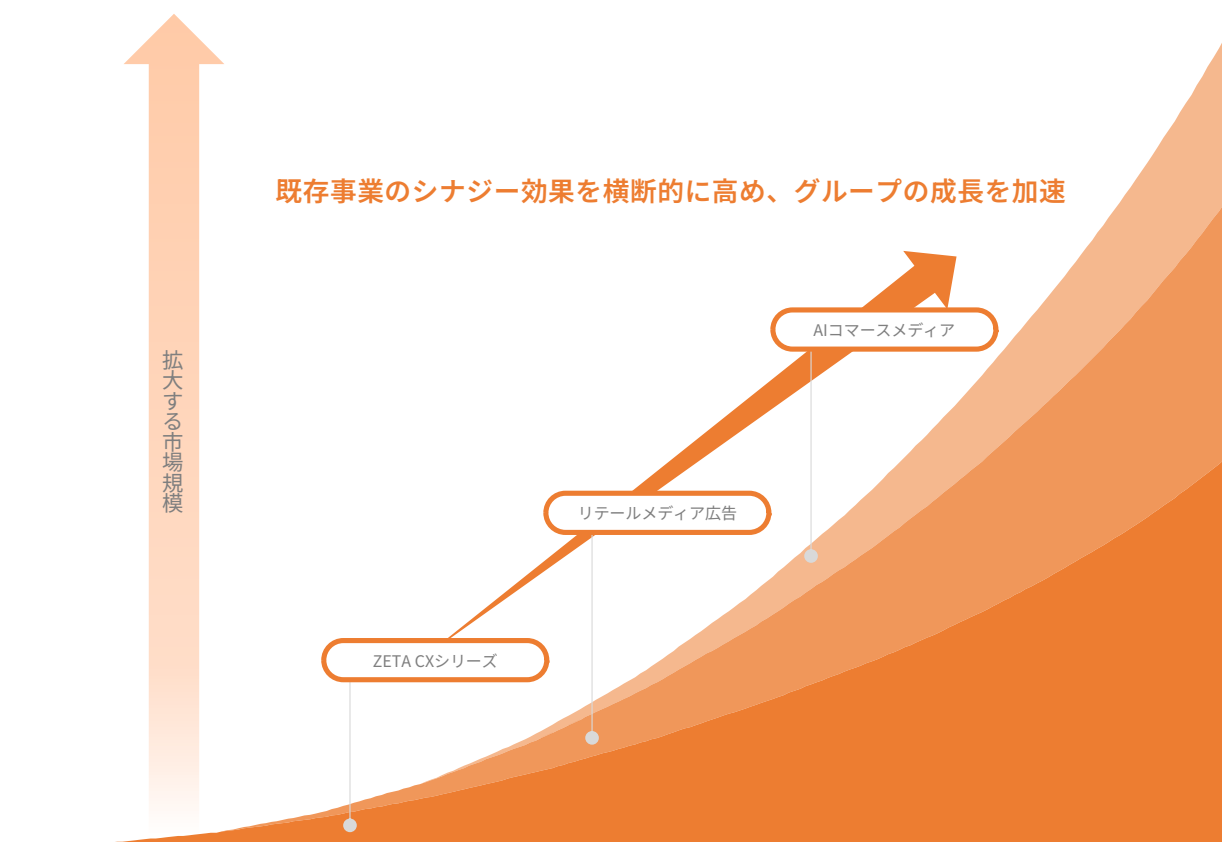 既存事業のシナジー効果を横断的に高め、グループの成長を加速
拡大する市場規模
AIコマースメディア
リテールメディア広告
ZETA CXシリーズ